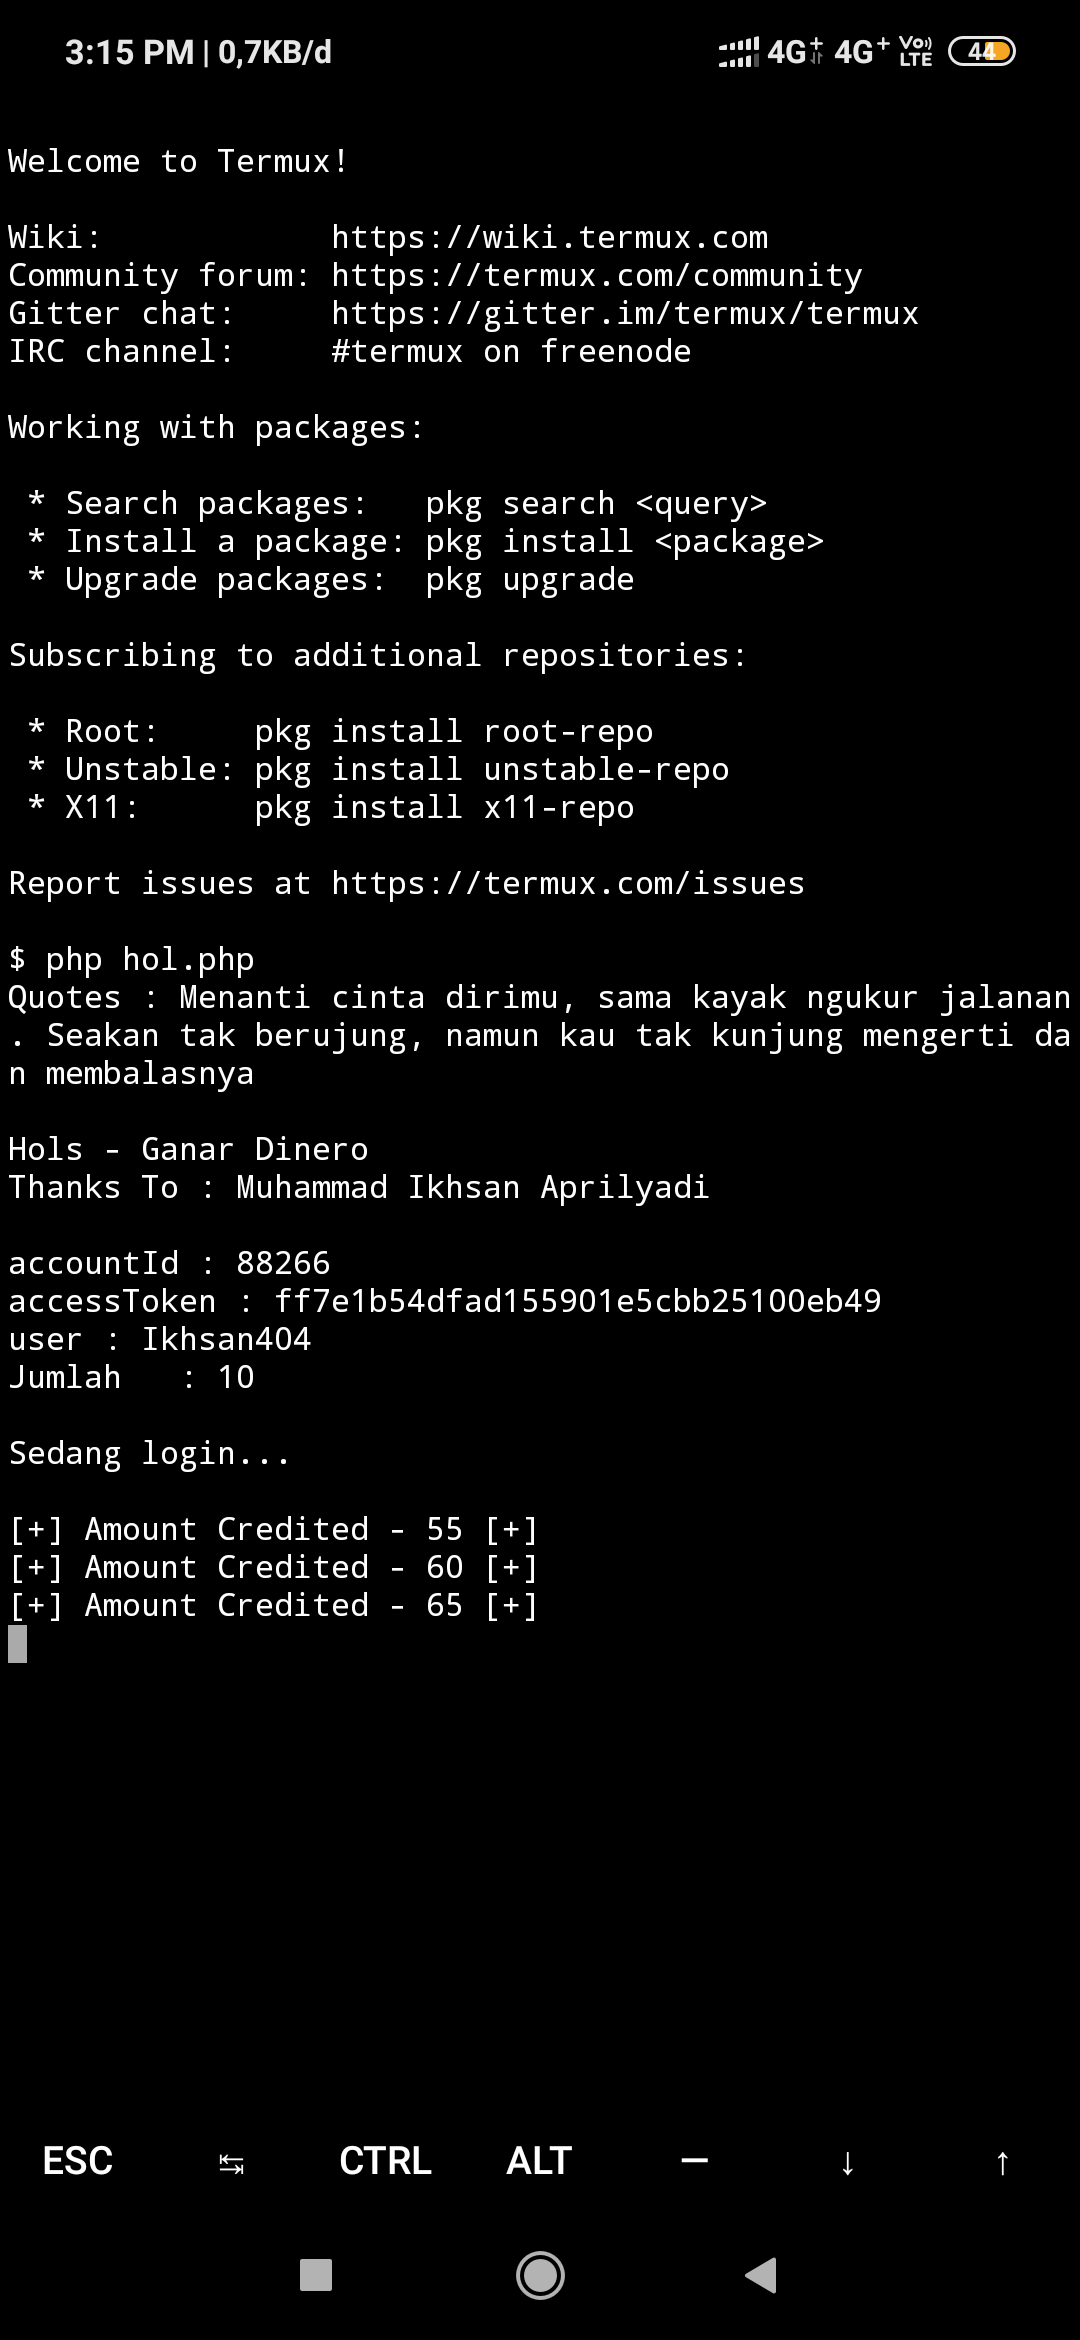 3:15 PM | 0,7KB/d 4G+ 4G+ Vo) LTE 44
Welcome to Termux!
Wiki: https://wiki.termux.com
Community forum: https://termux.com/community
Gitter chat: https://gitter.im/termux/termux
IRC channel: #termux on freenode
Working with packages:
* Search packages: pkg search <query>
* Install a package: pkg install <package>
* Upgrade packages: pkg upgrade
Subscribing to additional repositories:
* Root: pkg install root-repo
* Unstable: pkg install unstable-repo
* X11: pkg install x11-repo
Report issues at https://termux.com/issues
$ php hol.php
Quotes : Menanti cinta dirimu, sama kayak ngukur jalanan
. Seakan tak berujung, namun kau tak kunjung mengerti da
n membalasnya
Hols - Ganar Dinero
Thanks To : Muhammad Ikhsan Aprilyadi
accountId : 88266
accessToken : ff7e1b54dfad155901e5cbb25100eb49
user : Ikhsan404
Jumlah : 10
Sedang login...
[+] Amount Credited - 55 [+]
[+] Amount Credited - 60 [+]
[+] Amount Credited - 65 [+]
ESC ↹ CTRL ALT — ↓ ↑